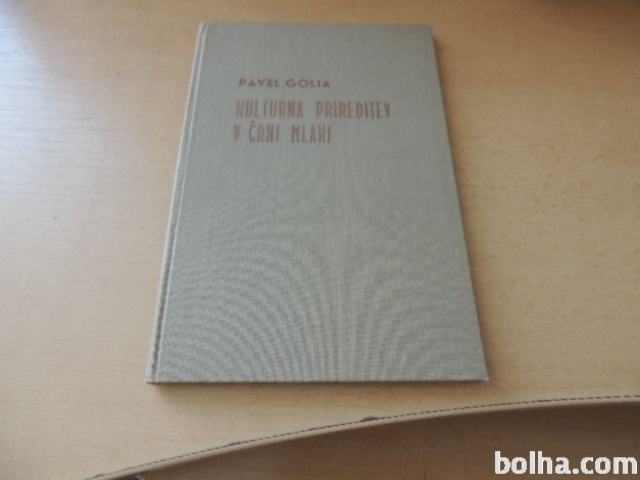 PAVEL GOLIA
KULTURNA PRIREDITEV
V ČRNI MLAKI
bolha.com